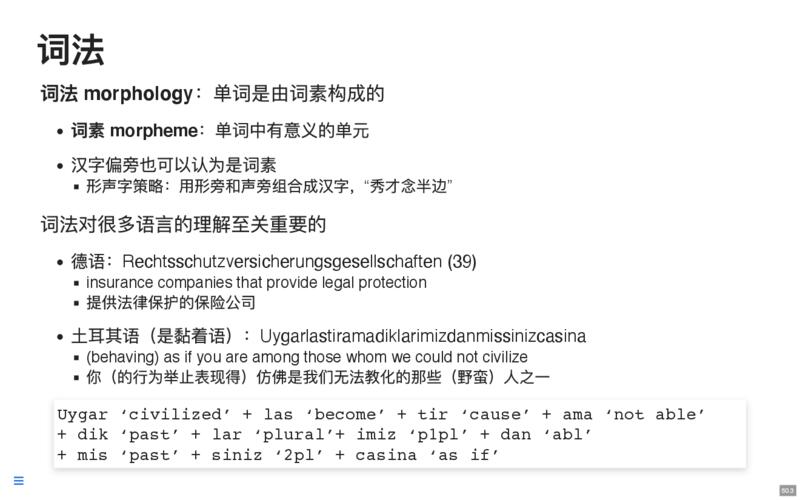 词法
词法 morphology：单词是由词素构成的
• 词素 morpheme：单词中有意义的单元
• 汉字偏旁也可以认为是词素
▪ 形声字策略：用形旁和声旁组合成汉字，“秀才念半边”
词法对很多语言的理解至关重要的
• 德语：Rechtsschutzversicherungsgesellschaften (39)
▪ insurance companies that provide legal protection
▪ 提供法律保护的保险公司
• 土耳其语（是黏着语）：Uygarlastiramadiklarimizdanmissinizcasina
▪ (behaving) as if you are among those whom we could not civilize
▪ 你（的行为举止表现得）仿佛是我们无法教化的那些（野蛮）人之一
Uygar ‘civilized’ + las ‘become’ + tir ‘cause’ + ama ‘not able’
+ dik ‘past’ + lar ‘plural’+ imiz ‘p1pl’ + dan ‘abl’
+ mis ‘past’ + siniz ‘2pl’ + casina ‘as if’